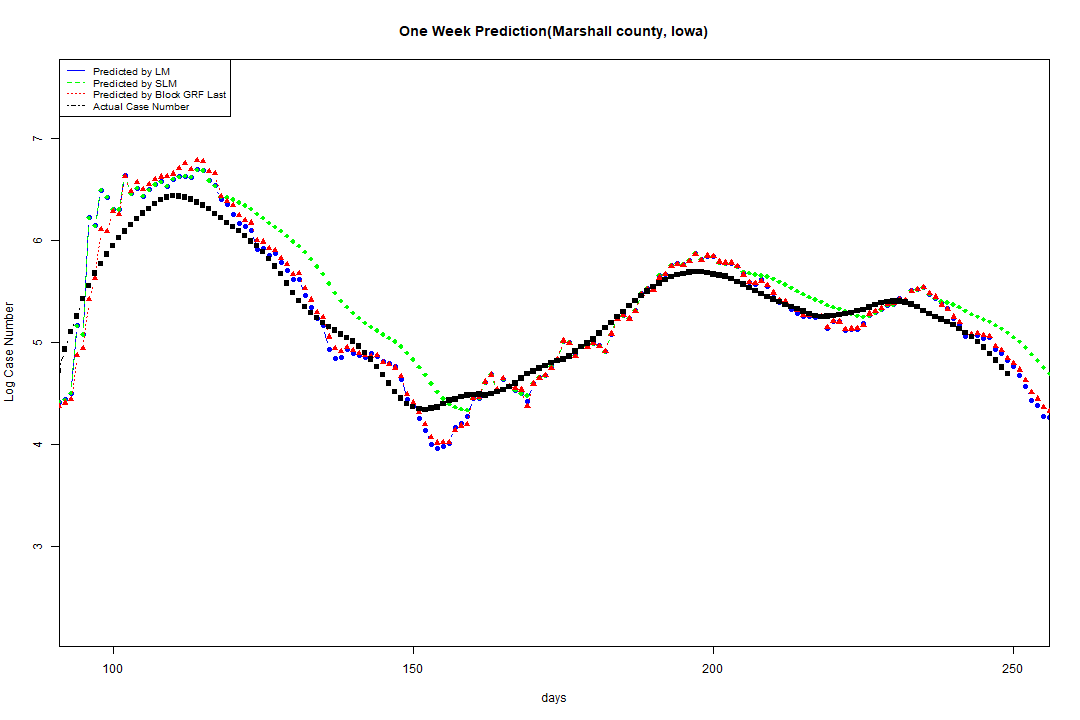 One Week Prediction(Marshall county, Iowa)
Predicted by LM
Predicted by SLM
Predicted by Block GRF Last
Actual Case Number
7
6
5
4
3
Log Case Number
100
150
200
250
days